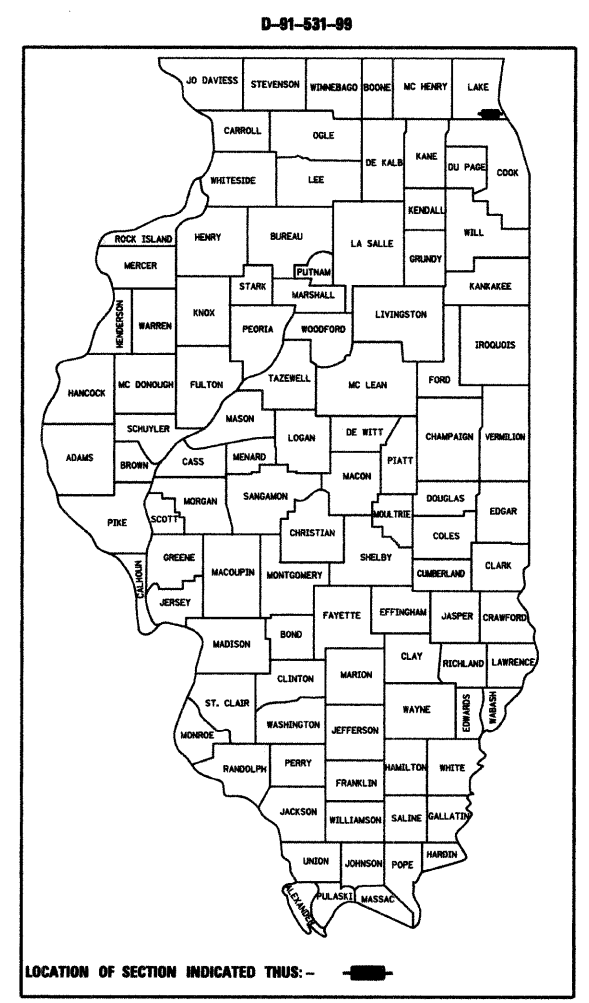 D-91-531-99
JO DAVIESS
STEVENSON
WINNEBAGO
BOONE
MC HENRY
LAKE
CARROLL
OGLE
DE KALB
KANE
DU PAGE
COOK
WHITESIDE
LEE
KENDALL
WILL
ROCK ISLAND
HENRY
BUREAU
LA SALLE
GRUNDY
MERCER
PUTNAM
STARK
MARSHALL
KANKAKEE
HENDERSON
WARREN
KNOX
PEORIA
WOODFORD
LIVINGSTON
IROQUOIS
HANCOCK
MC DONOUGH
FULTON
TAZEWELL
MC LEAN
FORD
SCHUYLER
MASON
LOGAN
DE WITT
CHAMPAIGN
VERMILION
ADAMS
BROWN
CASS
MENARD
PIATT
MACON
PIKE
SCOTT
MORGAN
SANGAMON
CHRISTIAN
MOULTRIE
DOUGLAS
EDGAR
COLES
CALHOUN
GREENE
MACOUPIN
MONTGOMERY
SHELBY
CUMBERLAND
CLARK
JERSEY
FAYETTE
EFFINGHAM
JASPER
CRAWFORD
MADISON
BOND
CLAY
RICHLAND
LAWRENCE
CLINTON
MARION
ST. CLAIR
WAYNE
EDWARDS
WABASH
MONROE
WASHINGTON
JEFFERSON
RANDOLPH
PERRY
HAMILTON
WHITE
FRANKLIN
JACKSON
WILLIAMSON
SALINE
GALLATIN
UNION
JOHNSON
POPE
HARDIN
ALEXANDER
PULASKI
MASSAC
LOCATION OF SECTION INDICATED THUS:-